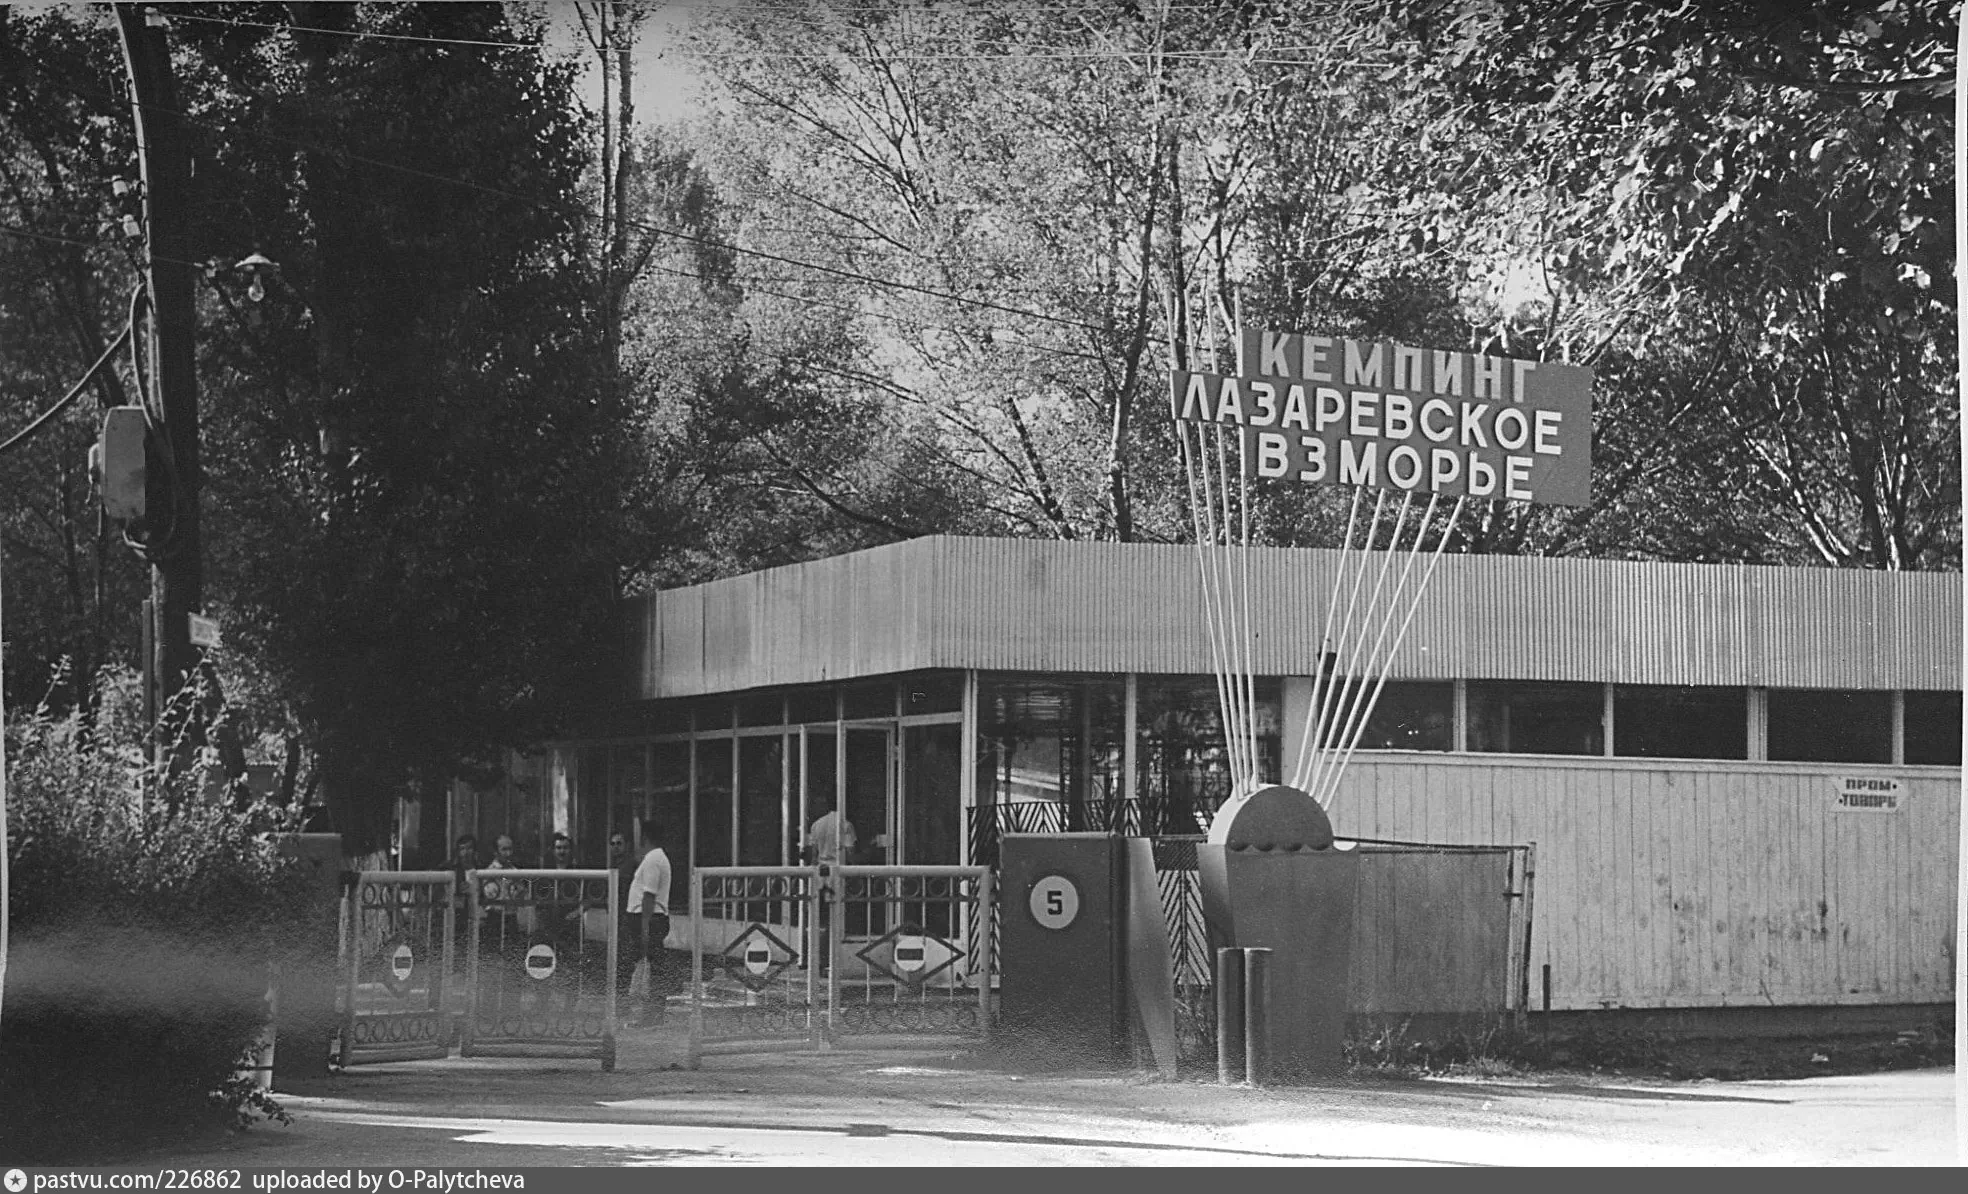 КЕМПИНГ
ЛАЗАРЕВСКОЕ
ВЗМОРЬЕ
ПРОМ
ТОВАРЫ
5
pastvu.com/226862 uploaded by O-Palytcheva